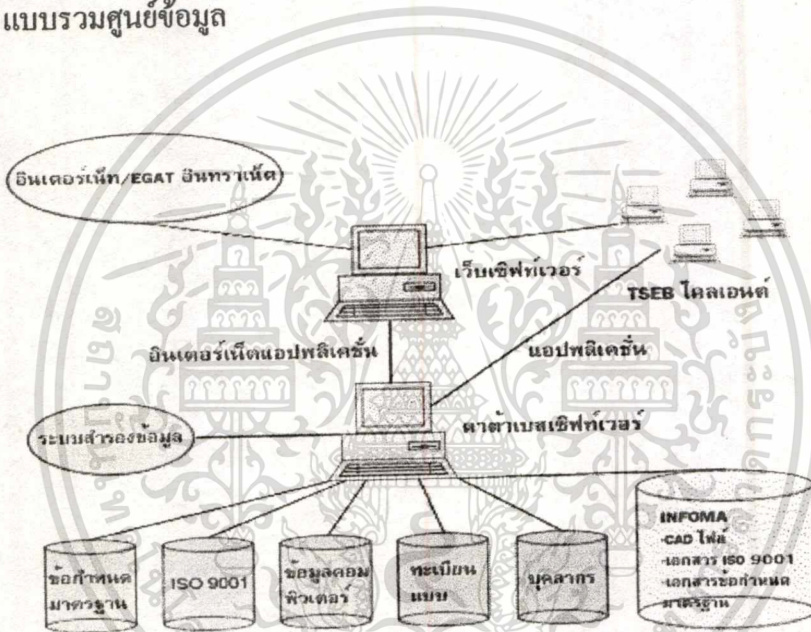 แบบรวมศูนย์ข้อมูล
อินเตอร์เน็ท/EGAT อินทราเน็ต
เว็บเซิฟท์เวอร์
TSEB ไคลเอนต์
อินเตอร์เน็ตแอปพลิเคชั่น
แอปพลิเคชั่น
ระบบสำรองข้อมูล
ดาต้าเบสเซิฟท์เวอร์
ข้อกำหนด
มาตรฐาน
ISO 9001
ข้อมูลคอม
พิวเตอร์
ทะเบียน
แบบ
บุคลากร
INFOMA
-CAD ไฟล์
-เอกสาร ISO 9001
-เอกสารข้อกำหนด
มาตรฐาน